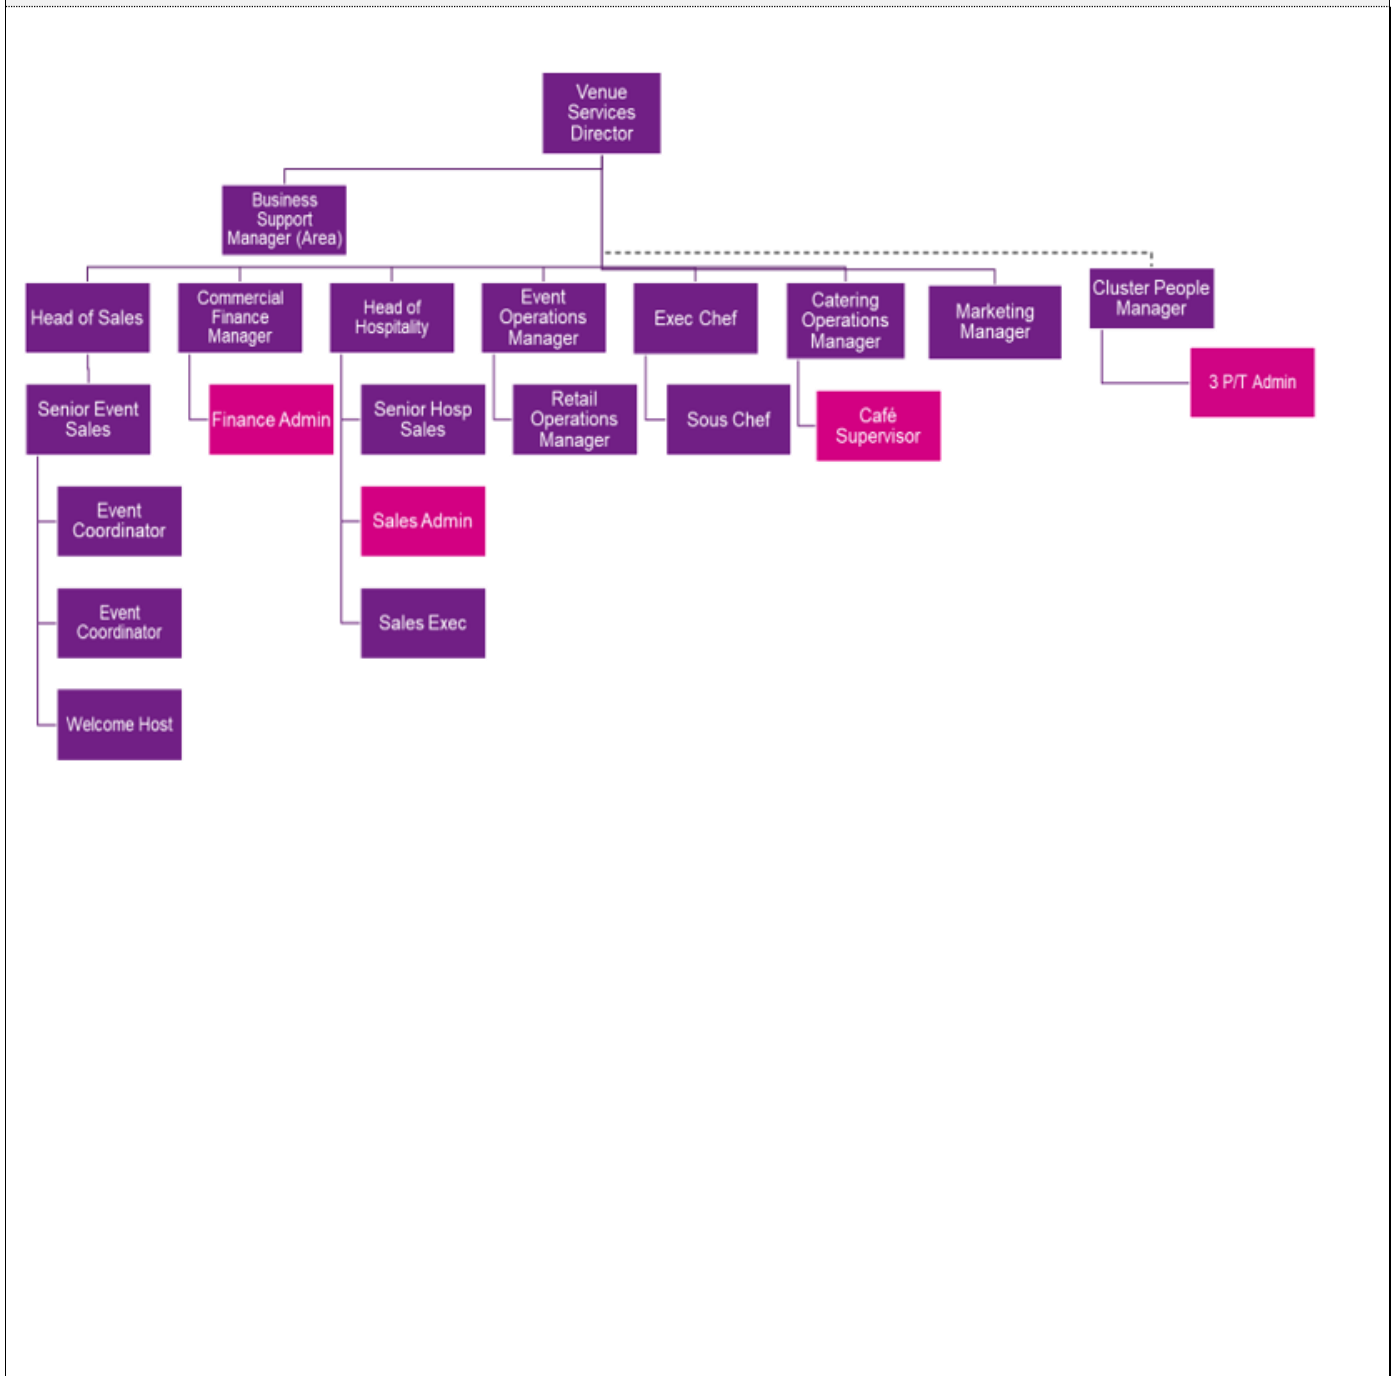 Venue
Services
Director
Business
Support
Manager (Area)
Head of Sales
Commercial
Finance
Manager
Head of
Hospitality
Event
Operations
Manager
Exec Chef
Catering
Operations
Manager
Marketing
Manager
Cluster People
Manager
3 P/T Admin
Senior Event
Sales
Finance Admin
Senior Hosp
Sales
Retail
Operations
Manager
Sous Chef
Café
Supervisor
Event
Coordinator
Sales Admin
Event
Coordinator
Sales Exec
Welcome Host